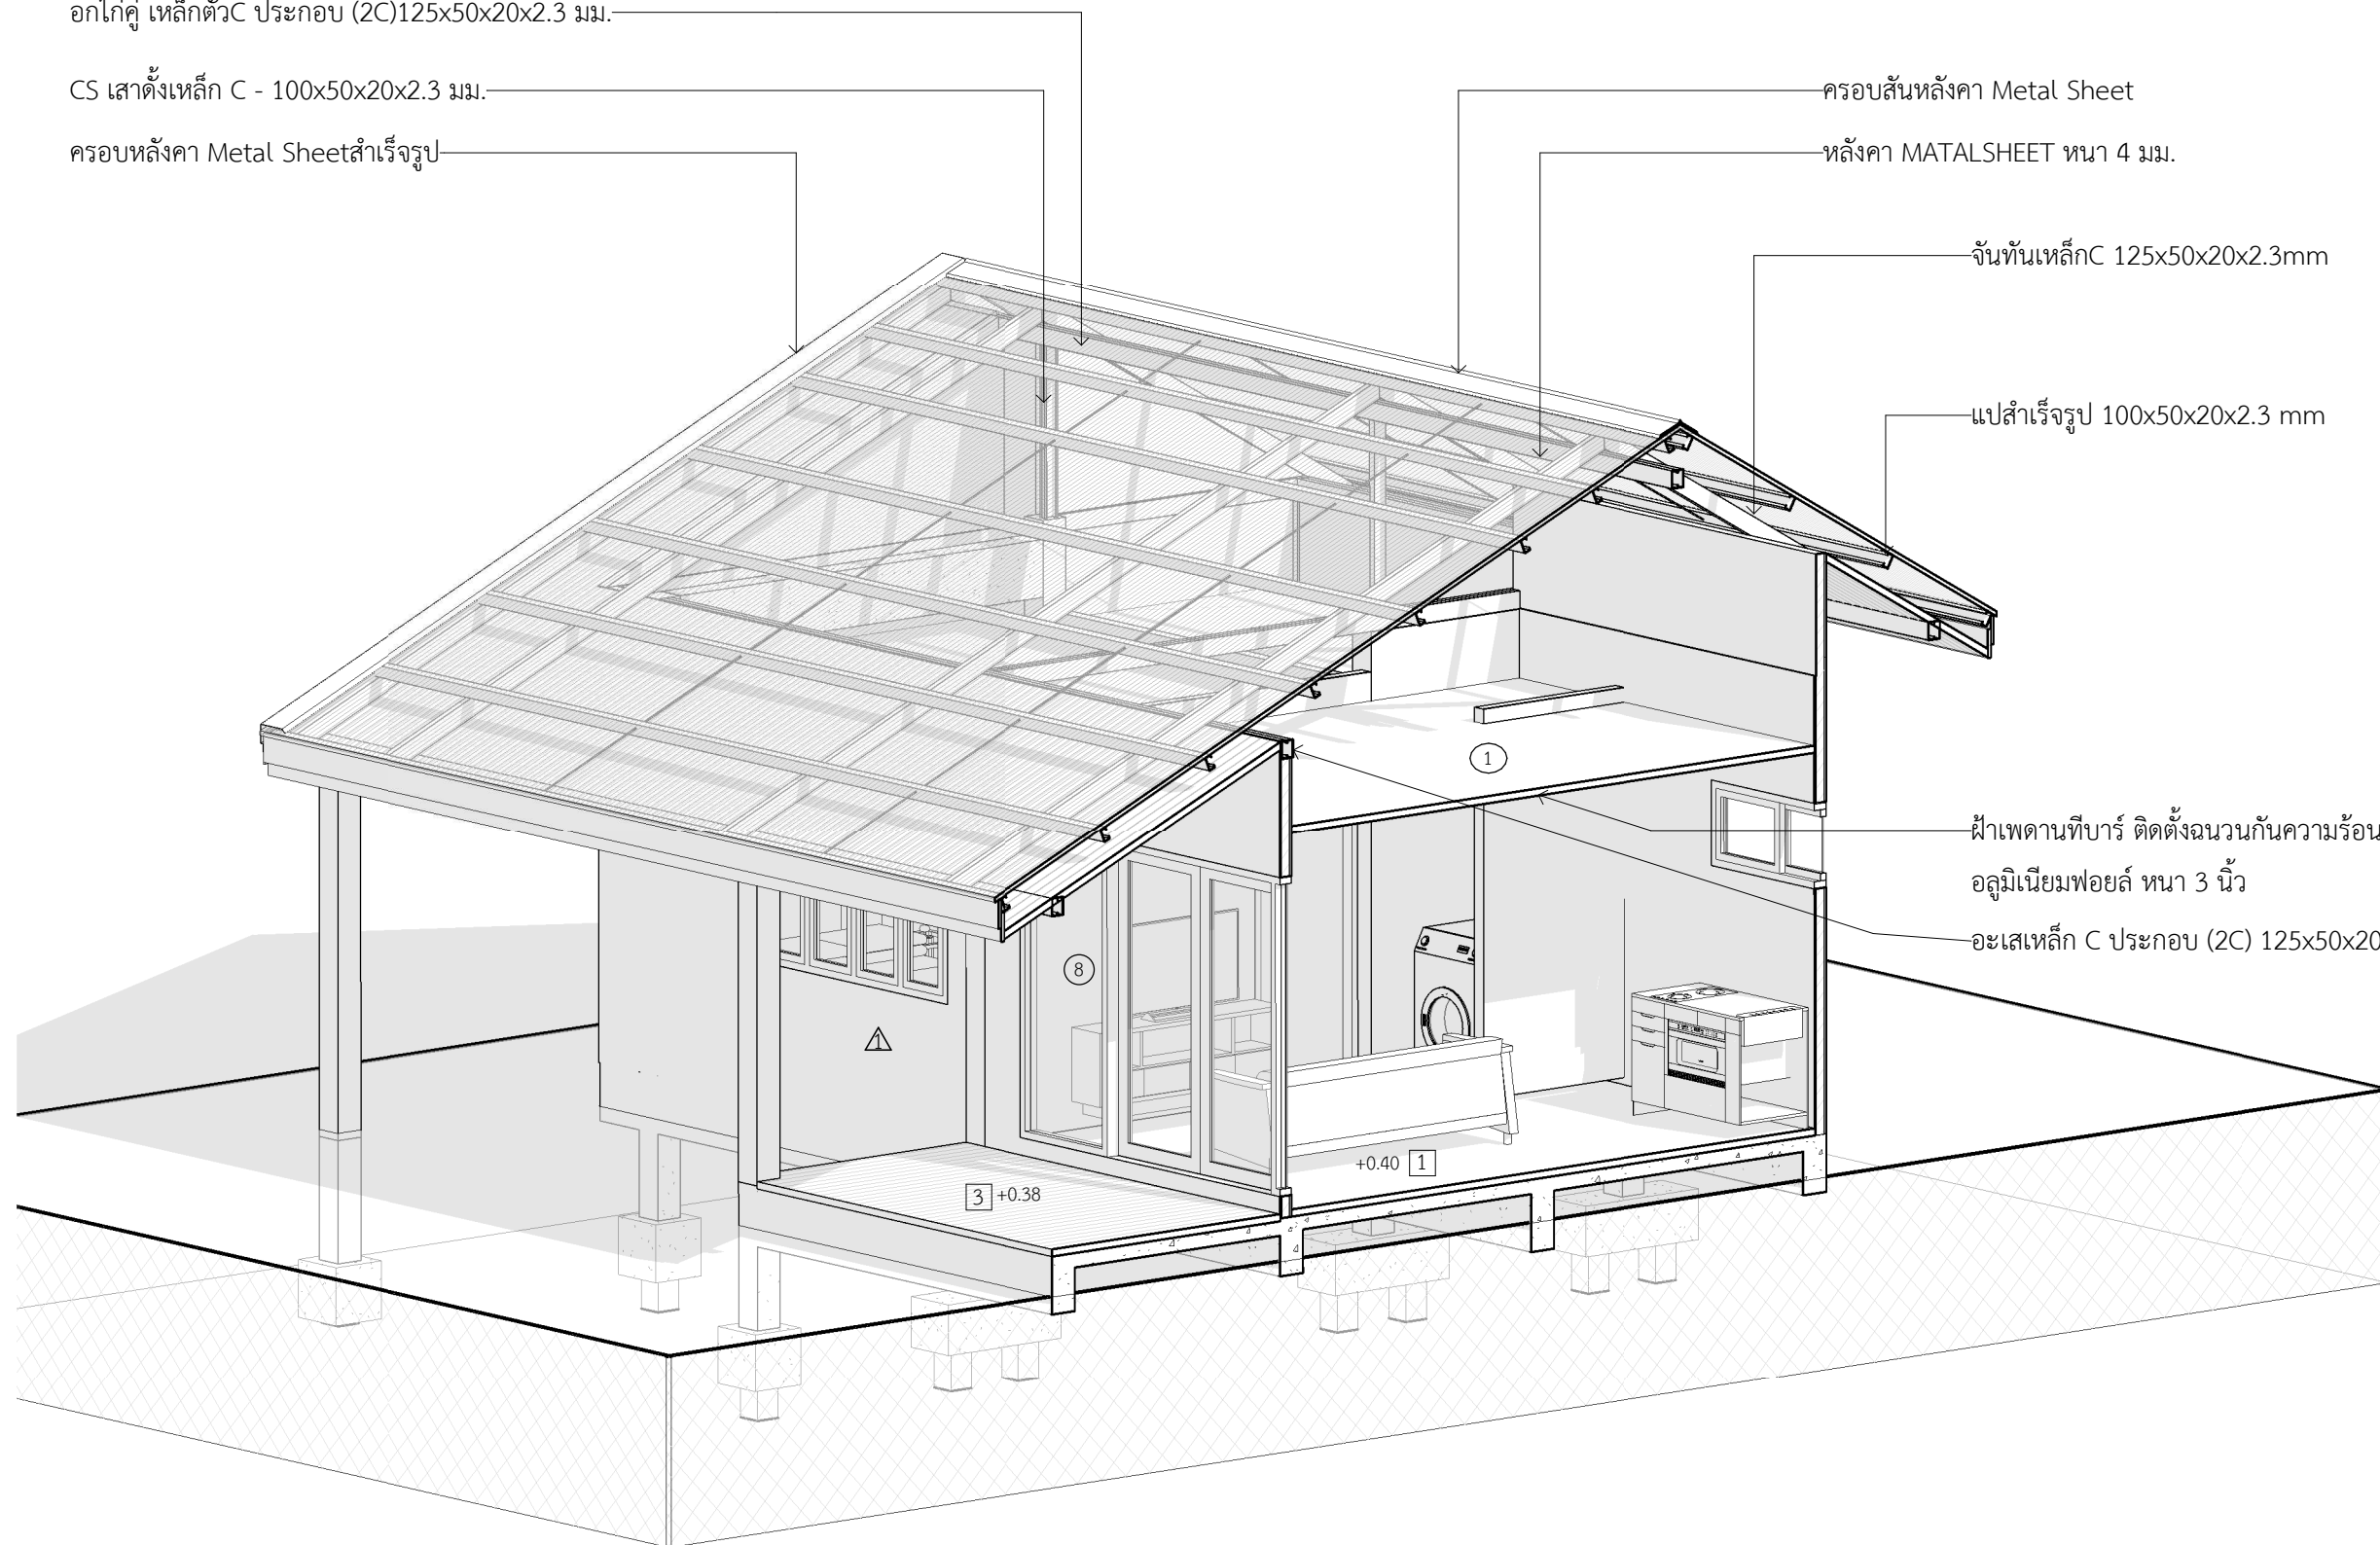 อกไก่คู่ เหล็กตัวC ประกอบ (2C)125x50x20x2.3 มม.
CS เสาดั้งเหล็ก C - 100x50x20x2.3 มม.
ครอบหลังคา Metal Sheetสำเร็จรูป
ครอบสันหลังคา Metal Sheet
หลังคา MATALSHEET หนา 4 มม.
จันทันเหล็กC 125x50x20x2.3mm
แปสำเร็จรูป 100x50x20x2.3 mm
1
ฝ้าเพดานทีบาร์ ติดตั้งฉนวนกันความร้อน
อลูมิเนียมฟอยล์ หนา 3 นิ้ว
อะเสเหล็ก C ประกอบ (2C) 125x50x20
8
1
+0.40 1
3 +0.38